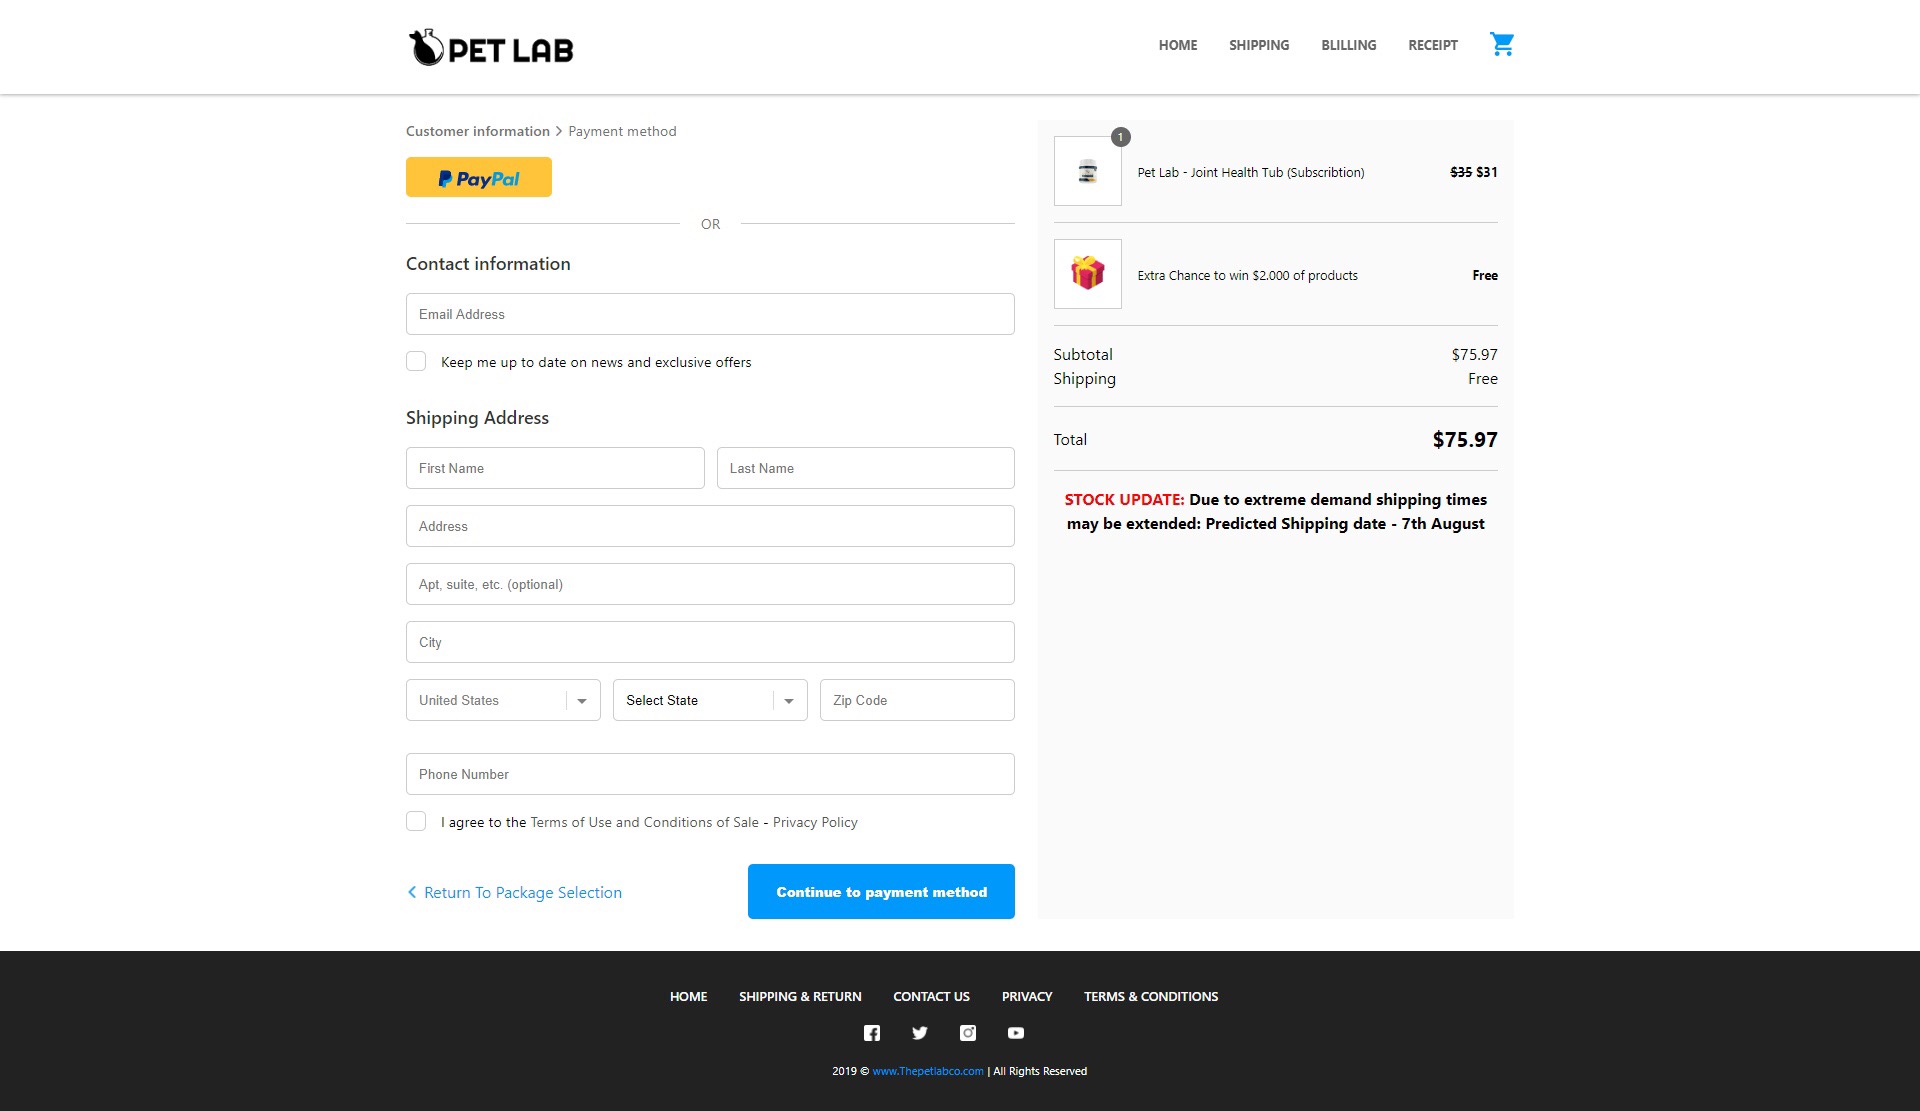 PET LAB
HOME SHIPPING BLILLING RECEIPT
Customer information > Payment method
PayPal
OR
Contact information
Email Address
Keep me up to date on news and exclusive offers
Shipping Address
First Name Last Name
Address
Apt, suite, etc. (optional)
City
United States Select State Zip Code
Phone Number
I agree to the Terms of Use and Conditions of Sale - Privacy Policy
Return To Package Selection Continue to payment method
1
Pet Lab - Joint Health Tub (Subscribtion) $35 $31
Extra Chance to win $2.000 of products Free
Subtotal $75.97
Shipping Free
Total $75.97
STOCK UPDATE: Due to extreme demand shipping times
may be extended: Predicted Shipping date - 7th August
HOME SHIPPING & RETURN CONTACT US PRIVACY TERMS & CONDITIONS
2019 © www.Thepetlabco.com | All Rights Reserved